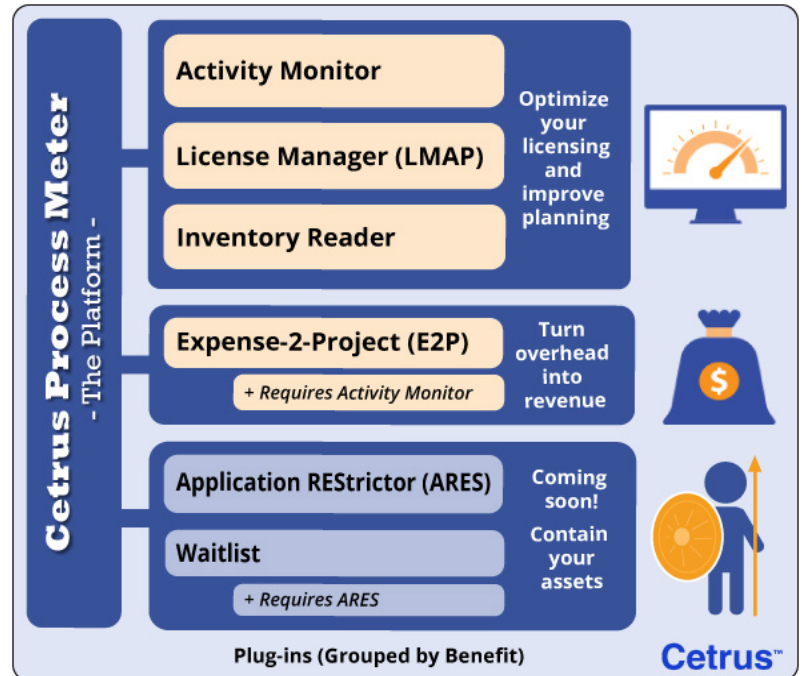 Cetrus Process Meter
- The Platform -
Activity Monitor
License Manager (LMAP)
Inventory Reader
Optimize
your
licensing
and
improve
planning
Expense-2-Project (E2P)
+ Requires Activity Monitor
Turn
overhead
into
revenue
$
Application REStrictor (ARES)
Waitlist
+ Requires ARES
Coming
soon!
Contain
your
assets
Plug-ins (Grouped by Benefit)
Cetrus™